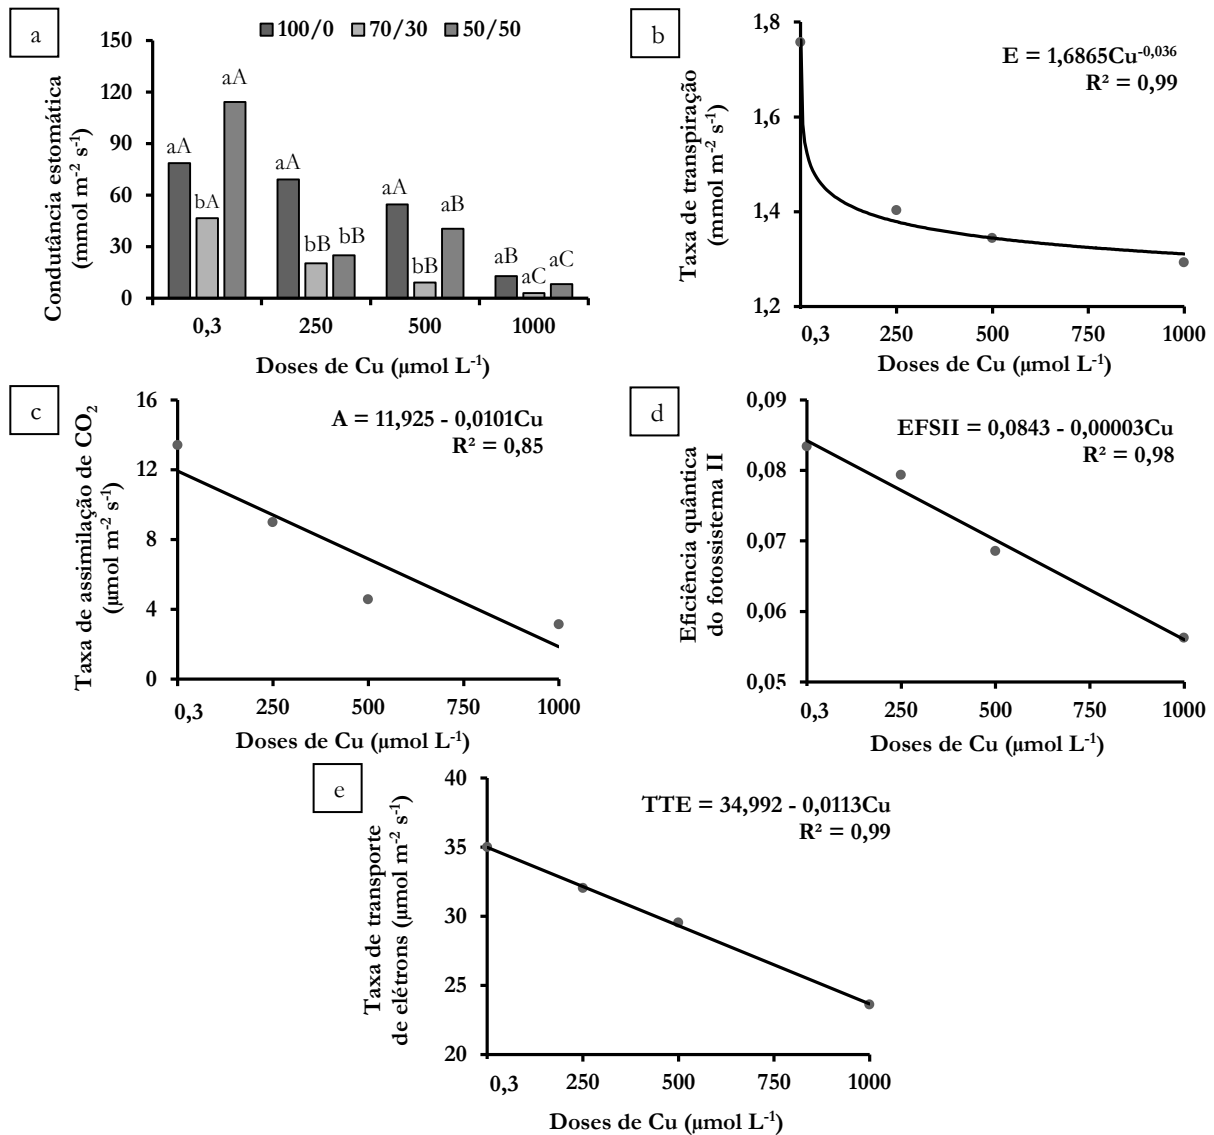 a
100/0 70/30 50/50
Condutância estomática
(mmol m⁻² s⁻¹)
150
120
90
60
30
0
aA
bA
aA
aA
bB
bB
aA
bB
aB
aB
aC
aC
0,3 250 500 1000
Doses de Cu (µmol L⁻¹)
b
E = 1,6865Cu⁻⁰,⁰³⁶
R² = 0,99
Taxa de transpiração
(mmol m⁻² s⁻¹)
1,8
1,6
1,4
1,2
0,3 250 500 750 1000
Doses de Cu (µmol L⁻¹)
c
A = 11,925 - 0,0101Cu
R² = 0,85
Taxa de assimilação de CO₂
(µmol m⁻² s⁻¹)
16
12
8
4
0
0,3 250 500 750 1000
Doses de Cu (µmol L⁻¹)
d
EFSII = 0,0843 - 0,00003Cu
R² = 0,98
Eficiência quântica
do fotossistema II
0,09
0,08
0,07
0,06
0,05
0,3 250 500 750 1000
Doses de Cu (µmol L⁻¹)
e
TTE = 34,992 - 0,0113Cu
R² = 0,99
Taxa de transporte
de elétrons (µmol m⁻² s⁻¹)
40
35
30
25
20
0,3 250 500 750 1000
Doses de Cu (µmol L⁻¹)